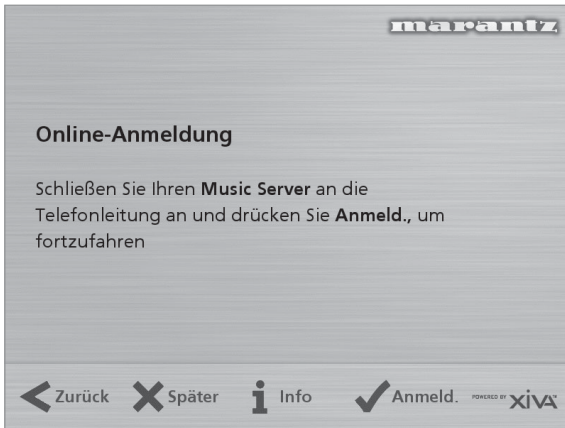 marantz
Online-Anmeldung
Schließen Sie Ihren Music Server an die
Telefonleitung an und drücken Sie Anmeld., um
fortzufahren
Zurück Später Info Anmeld. POWERED BY XiVA